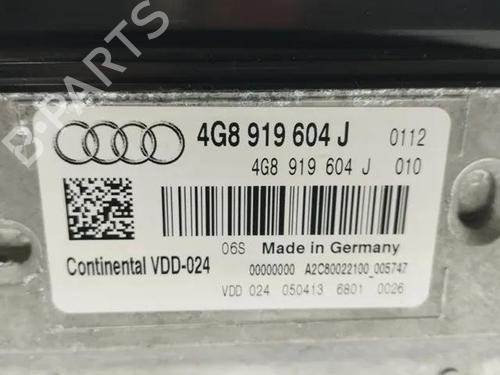 4G8 919 604 J 0112
4G8 919 604 J 010
06S Made in Germany
Continental VDD-024
00000000 A2C80022100_005747
VDD 024 050413 6801 0026